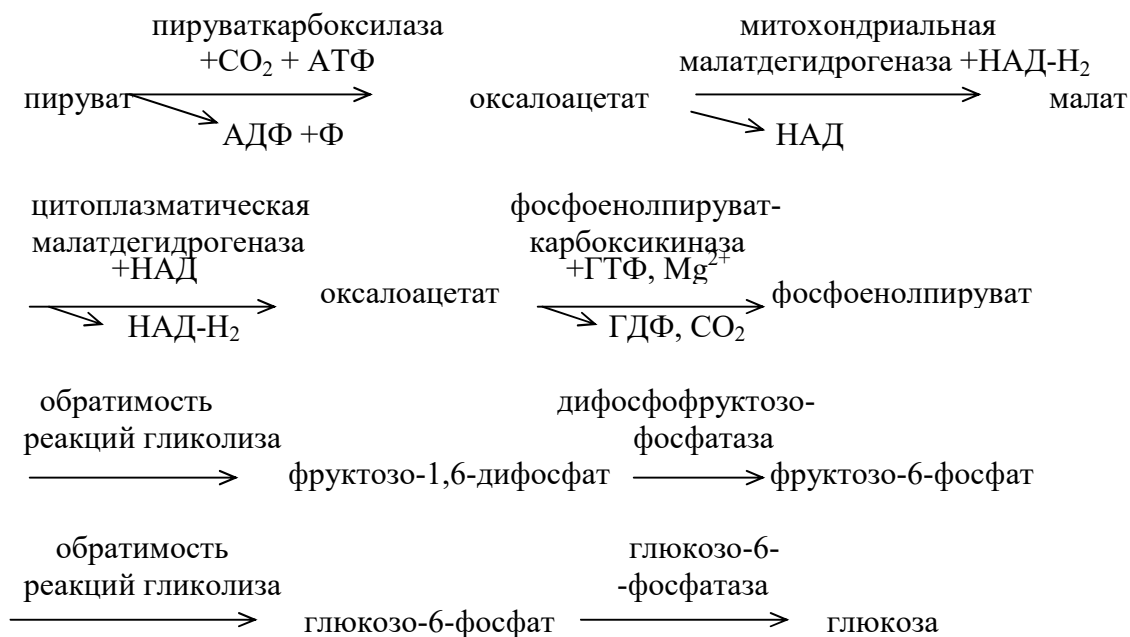 пируваткарбоксилаза
+CO₂ + АТФ
пируват
АДФ +Ф
оксалоацетат
митохондриальная
малатдегидрогеназа +НАД-Н₂
малат
НАД
цитоплазматическая
малатдегидрогеназа
+НАД
НАД-Н₂
оксалоацетат
фосфоенолпируват-
карбоксикиназа
+ГТФ, Mg²⁺
ГДФ, CO₂
фосфоенолпируват
обратимость
реакций гликолиза
фруктозо-1,6-дифосфат
дифосфофруктозо-
фосфатаза
фруктозо-6-фосфат
обратимость
реакций гликолиза
глюкозо-6-фосфат
глюкозо-6-
-фосфатаза
глюкоза